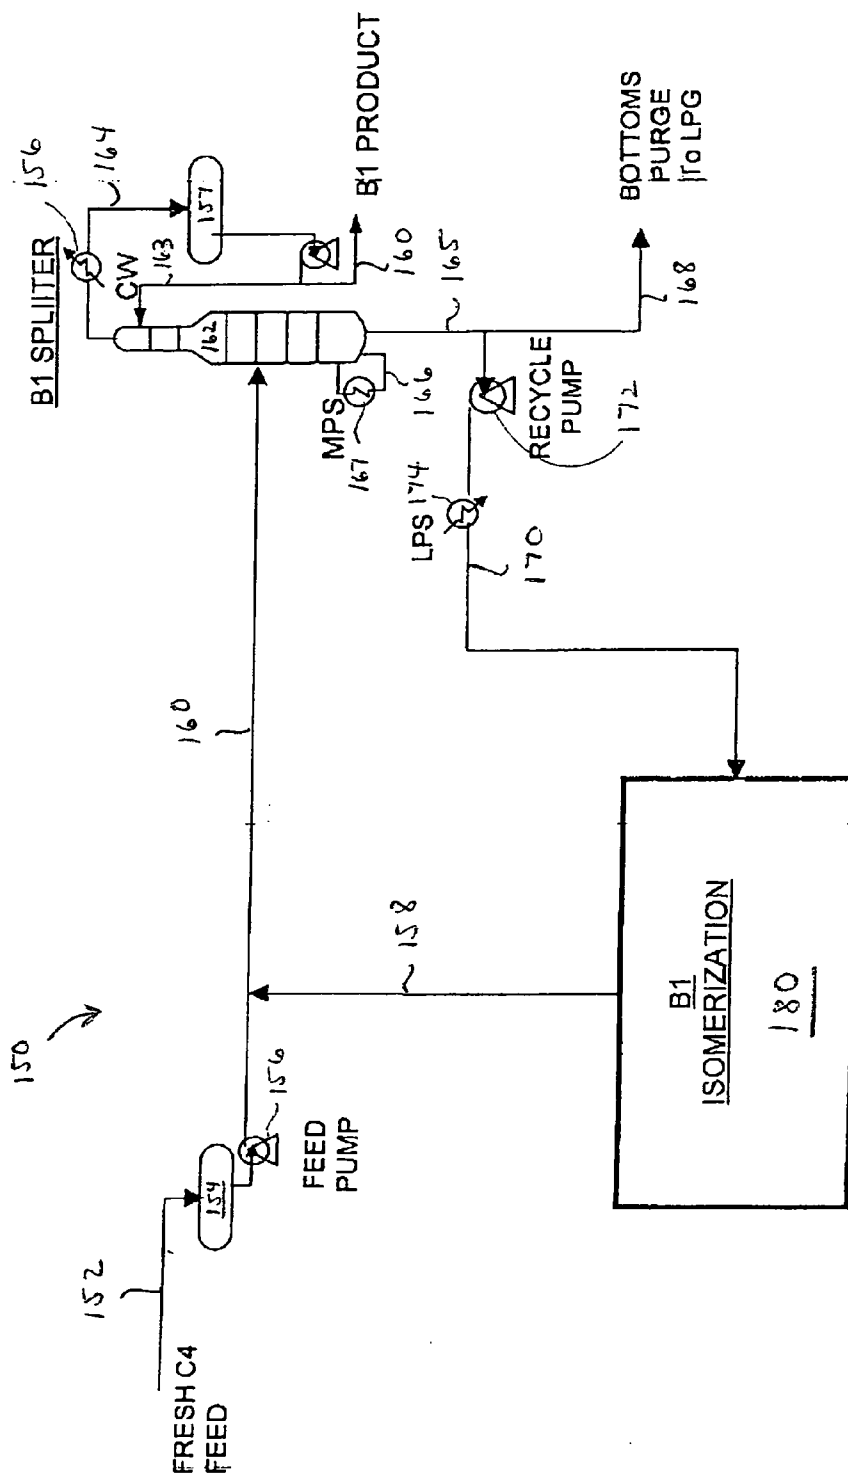 150
FRESH C4
FEED
152
154
156
FEED
PUMP
158
160
B1
ISOMERIZATION
180
B1 SPLIITER
156
164
CW
163
157
162
B1 PRODUCT
160
165
MPS
167
166
LPS 174
170
RECYCLE
PUMP
172
168
BOTTOMS
PURGE
To LPG